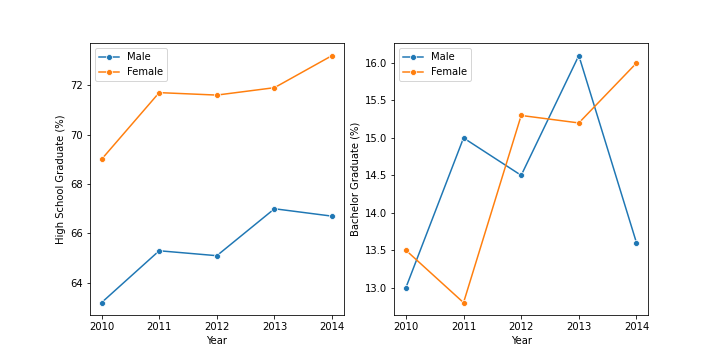 Male
Female
High School Graduate (%)
72
70
68
66
64
2010 2011 2012 2013 2014
Year
Male
Female
Bachelor Graduate (%)
16.0
15.5
15.0
14.5
14.0
13.5
13.0
2010 2011 2012 2013 2014
Year